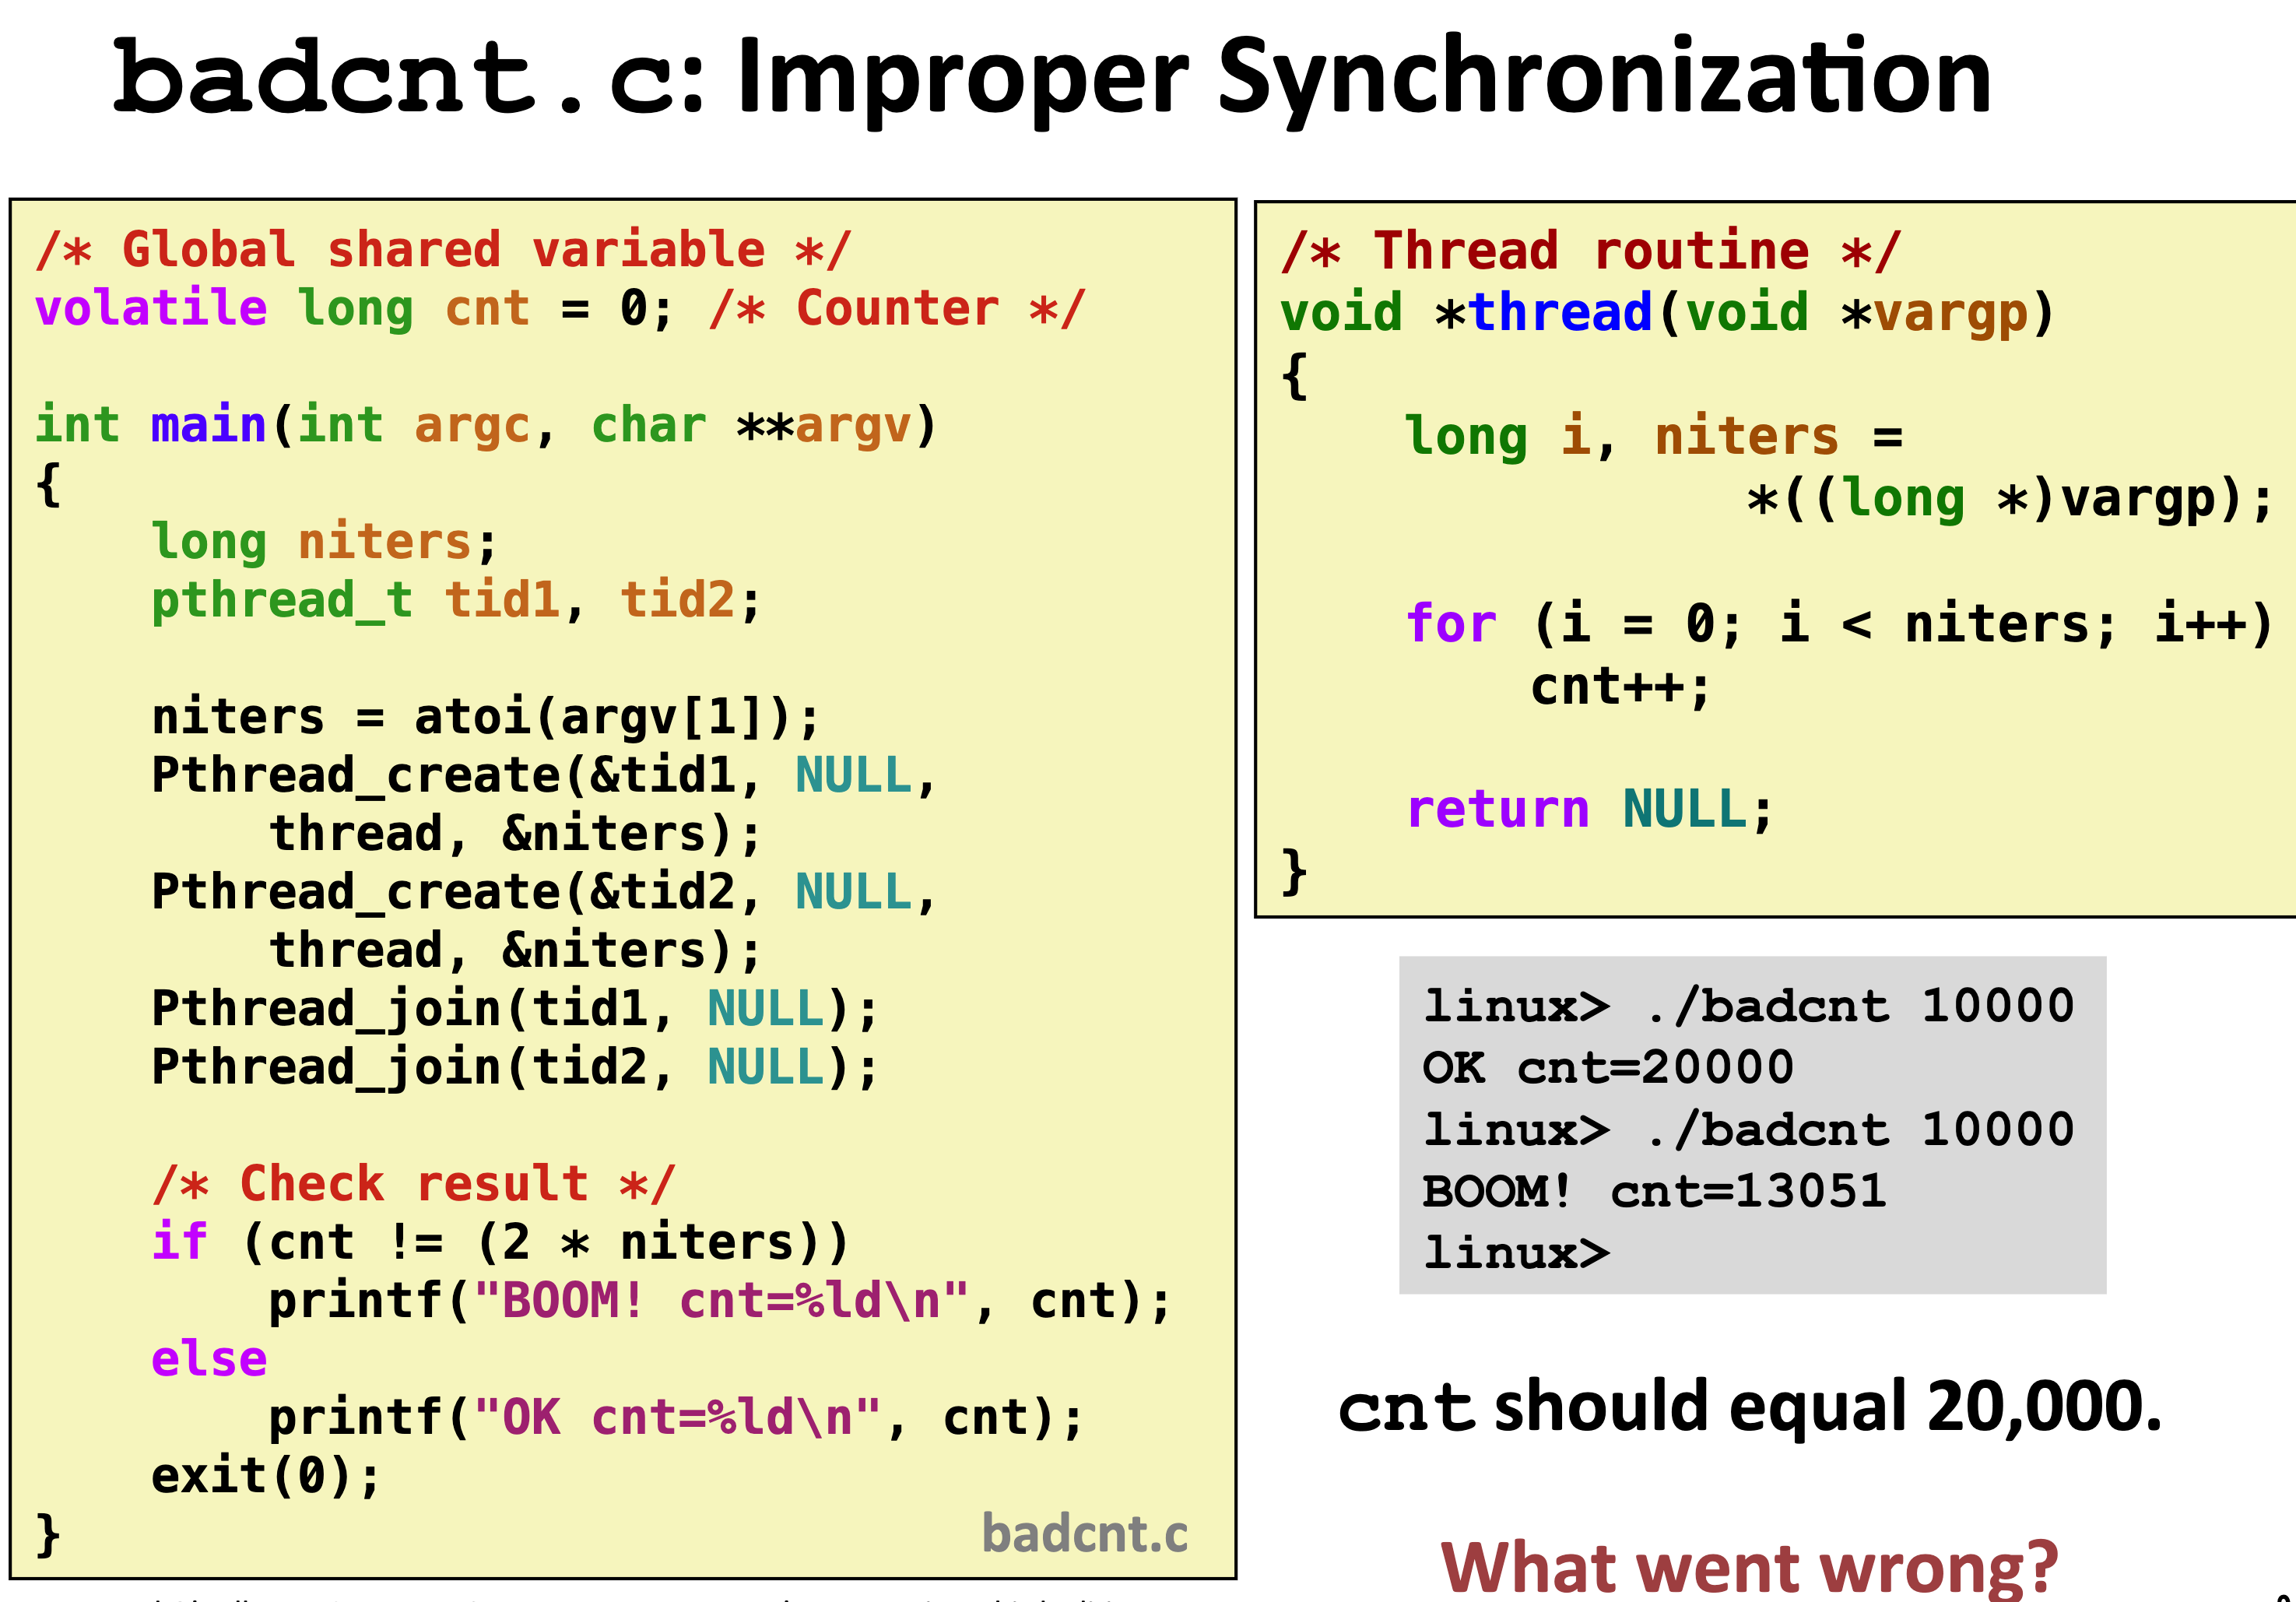 badcnt.c: Improper Synchronization
/* Global shared variable */
volatile long cnt = 0; /* Counter */
int main(int argc, char **argv)
{
    long niters;
    pthread_t tid1, tid2;
    niters = atoi(argv[1]);
    Pthread_create(&tid1, NULL,
        thread, &niters);
    Pthread_create(&tid2, NULL,
        thread, &niters);
    Pthread_join(tid1, NULL);
    Pthread_join(tid2, NULL);
    /* Check result */
    if (cnt != (2 * niters))
        printf("BOOM! cnt=%ld\n", cnt);
    else
        printf("OK cnt=%ld\n", cnt);
    exit(0);
}
badcnt.c
/* Thread routine */
void *thread(void *vargp)
{
    long i, niters =
               *((long *)vargp);
    for (i = 0; i < niters; i++)
        cnt++;
    return NULL;
}
linux> ./badcnt 10000
OK cnt=20000
linux> ./badcnt 10000
BOOM! cnt=13051
linux>
cnt should equal 20,000.
What went wrong?